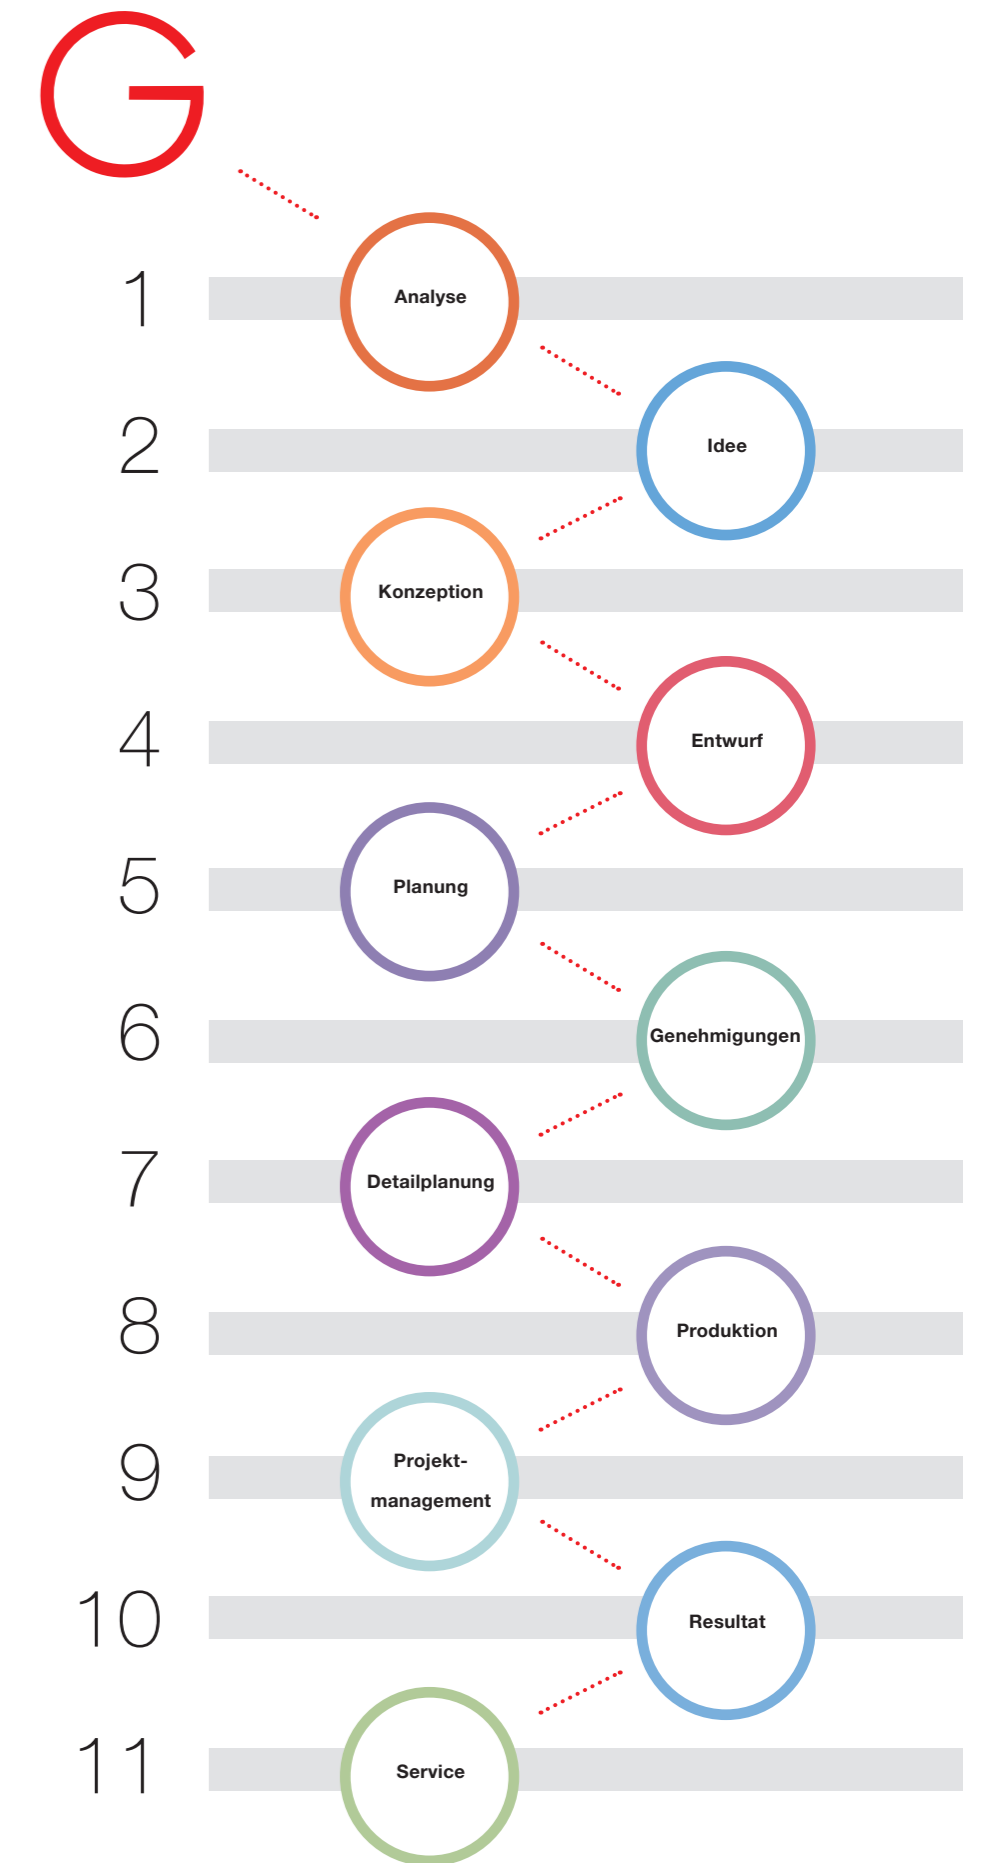 G
1
Analyse
2
Idee
3
Konzeption
4
Entwurf
5
Planung
6
Genehmigungen
7
Detailplanung
8
Produktion
9
Projekt-
management
10
Resultat
11
Service